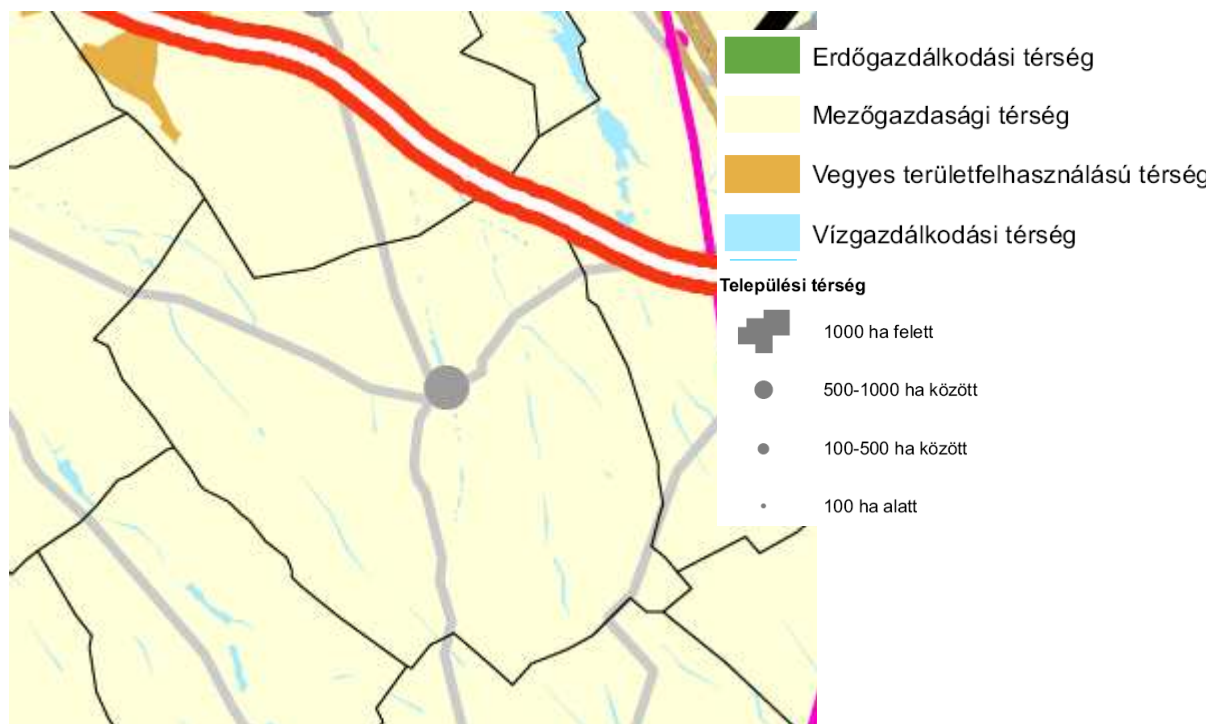 Erdőgazdálkodási térség
Mezőgazdasági térség
Vegyes területfelhasználású térség
Vízgazdálkodási térség
Települési térség
1000 ha felett
500-1000 ha között
100-500 ha között
100 ha alatt